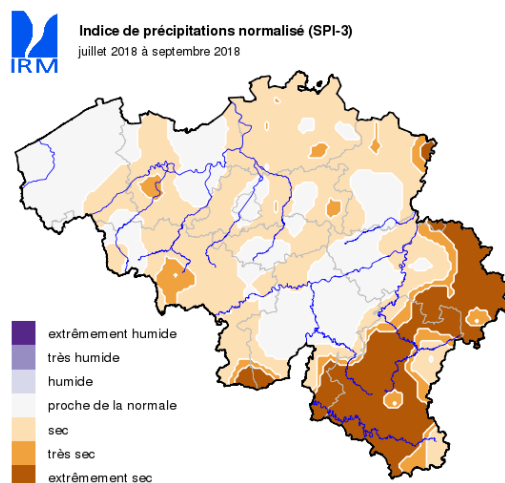 Indice de précipitations normalisé (SPI-3)
juillet 2018 à septembre 2018
IRM
extrêmement humide
très humide
humide
proche de la normale
sec
très sec
extrêmement sec